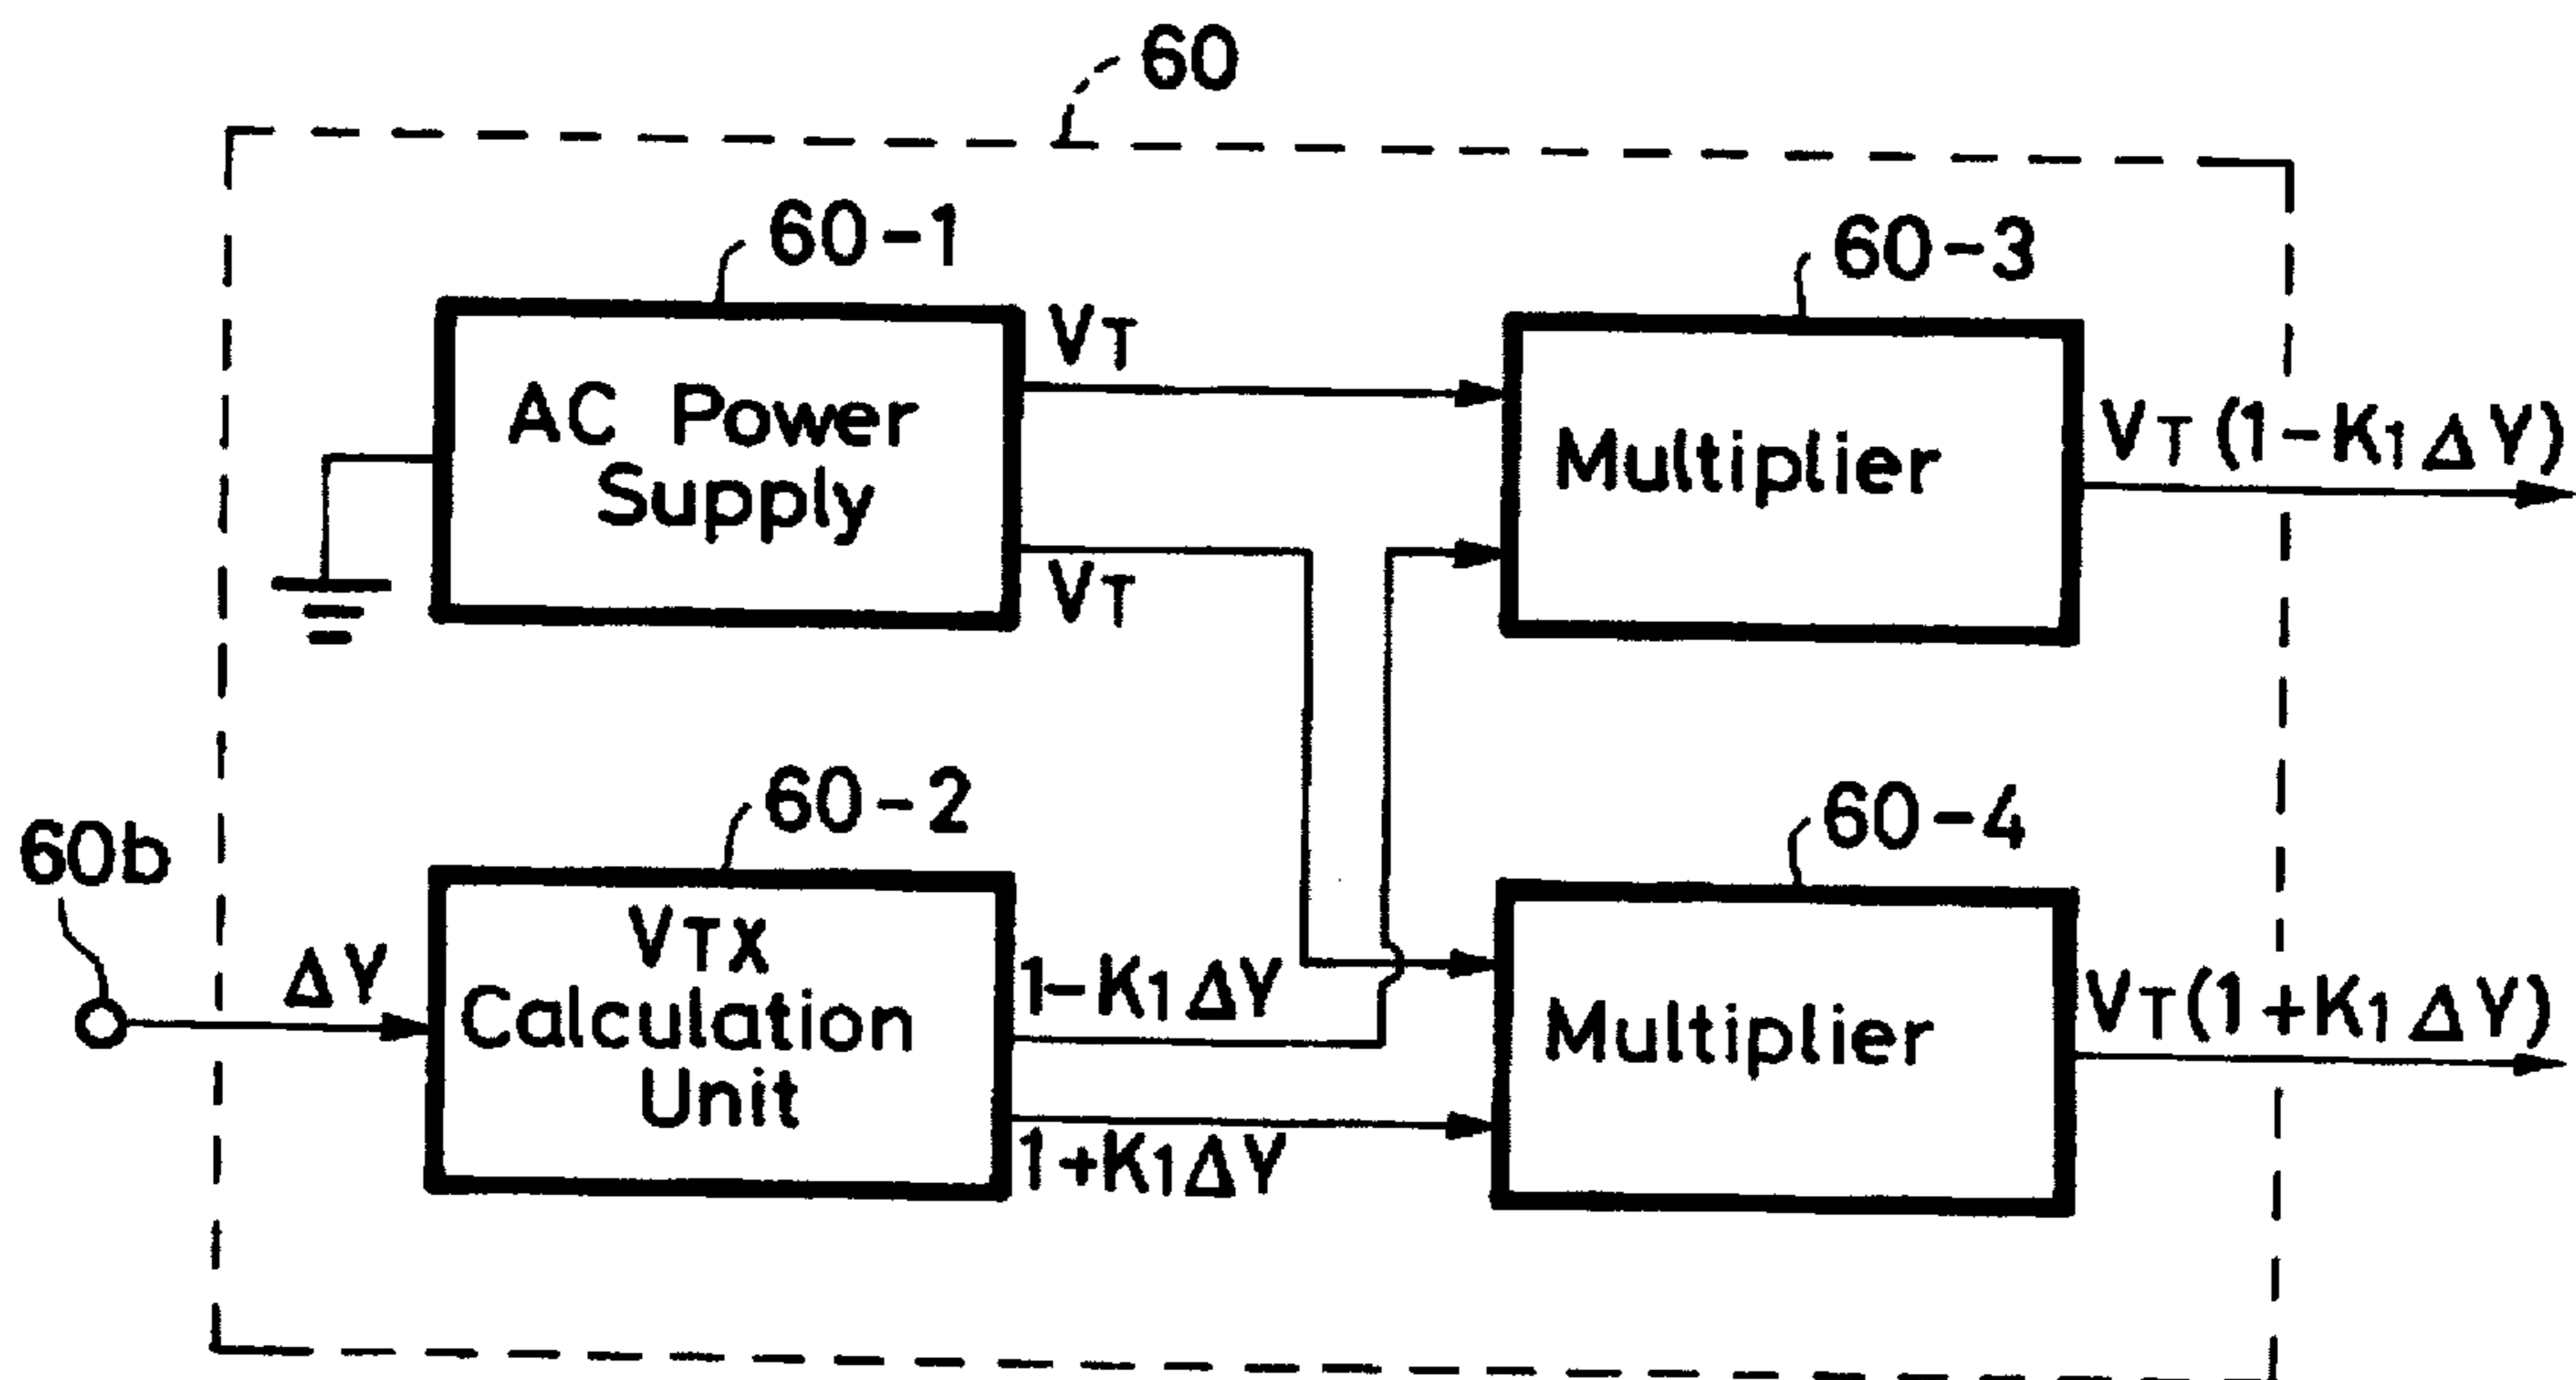 60
60-1
60-3
VT
AC Power
Supply
VT
Multiplier
VT(1-K1ΔY)
60-2
60-4
60b
ΔY
VTX
Calculation
Unit
1-K1ΔY
1+K1ΔY
Multiplier
VT(1+K1ΔY)